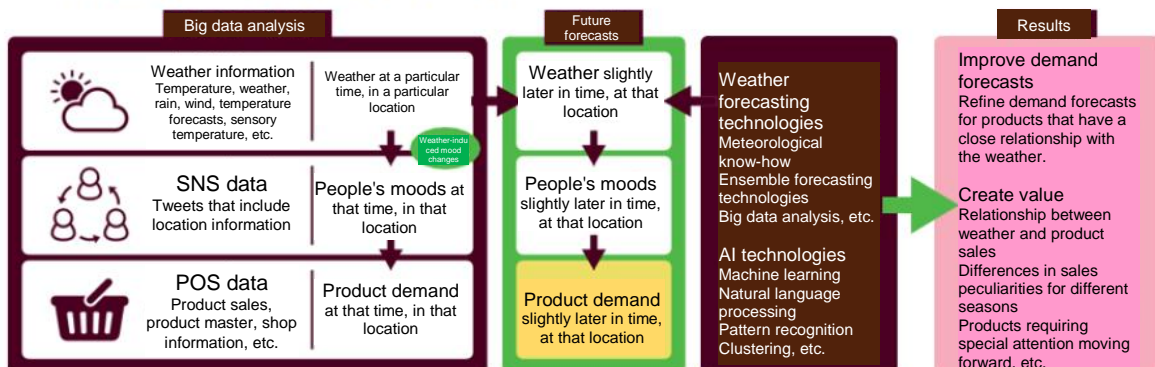 Big data analysis
Weather information
Temperature, weather,
rain, wind, temperature
forecasts, sensory
temperature, etc.
Weather at a particular
time, in a particular
location
Weather-indu
ced mood
changes
SNS data
Tweets that include
location information
People's moods at
that time, in that
location
POS data
Product sales,
product master, shop
information, etc.
Product demand
at that time, in that
location
Future
forecasts
Weather slightly
later in time, at that
location
People's moods
slightly later in time,
at that location
Product demand
slightly later in time,
at that location
Weather
forecasting
technologies
Meteorological
know-how
Ensemble forecasting
technologies
Big data analysis, etc.
AI technologies
Machine learning
Natural language
processing
Pattern recognition
Clustering, etc.
Results
Improve demand
forecasts
Refine demand forecasts
for products that have a
close relationship with
the weather.
Create value
Relationship between
weather and product
sales
Differences in sales
peculiarities for different
seasons
Products requiring
special attention moving
forward, etc.